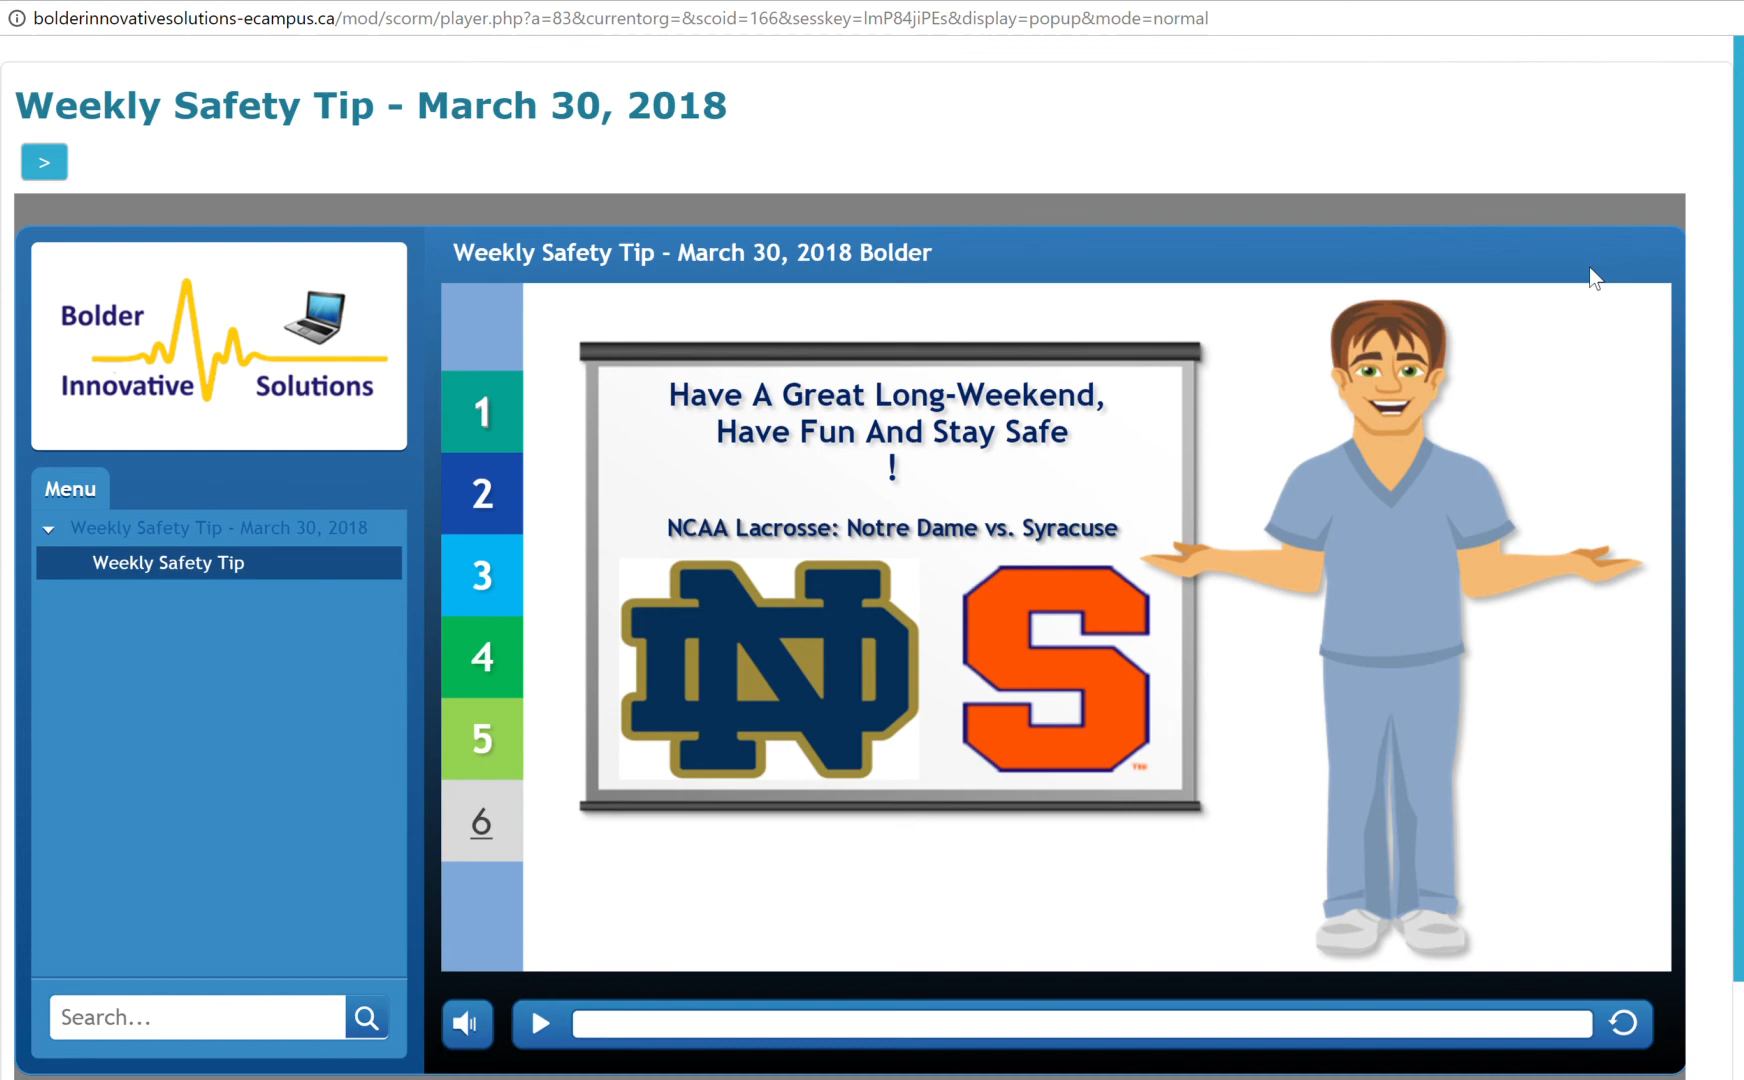 bolderinnovativesolutions-ecampus.ca/mod/scorm/player.php?a=83&currentorg=&scoid=166&sesskey=lmP84jiPEs&display=popup&mode=normal
Weekly Safety Tip - March 30, 2018
>
Bolder
Innovative Solutions
Menu
Weekly Safety Tip - March 30, 2018
Weekly Safety Tip
Search...
Weekly Safety Tip - March 30, 2018 Bolder
1
2
3
4
5
6
Have A Great Long-Weekend,
Have Fun And Stay Safe
!
NCAA Lacrosse: Notre Dame vs. Syracuse
ND
S
TM